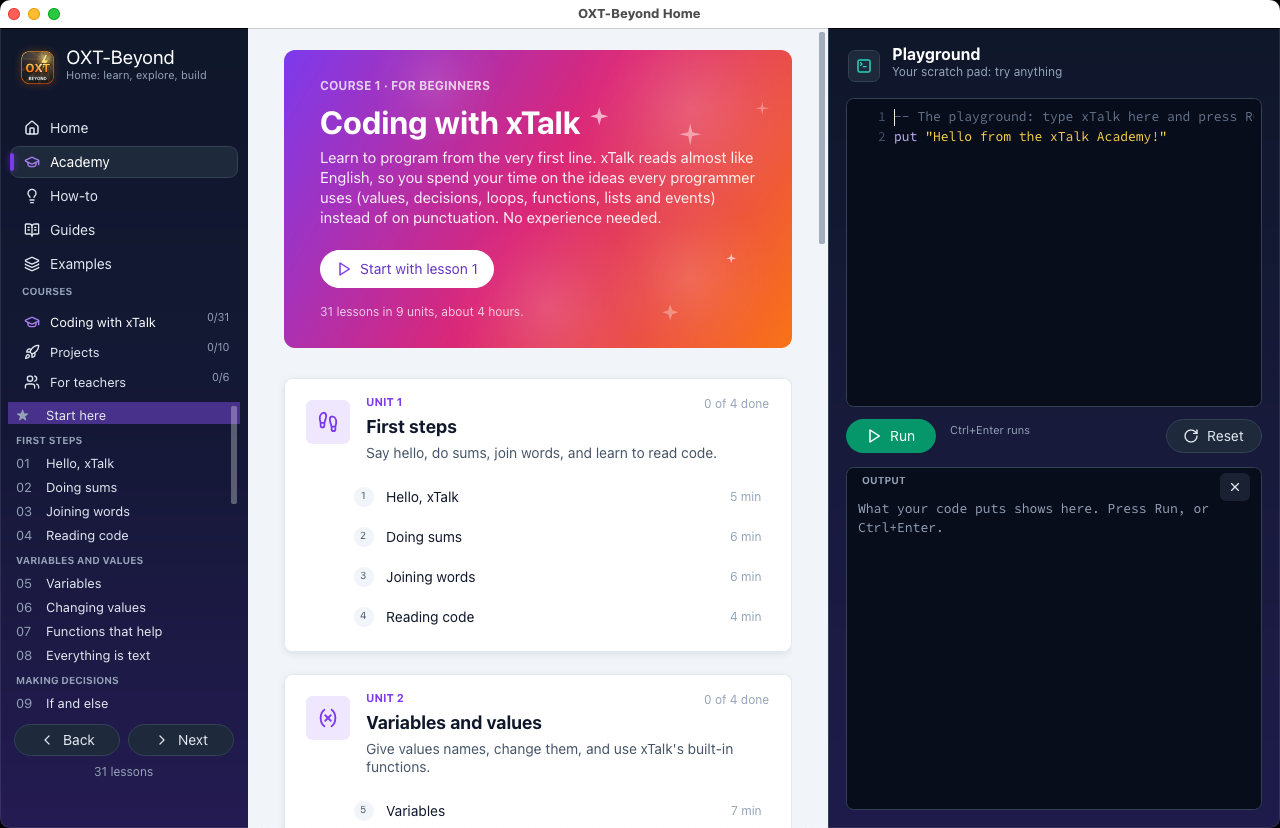 OXT-Beyond Home
OXT
BEYOND
OXT-Beyond
Home: learn, explore, build
Home
Academy
How-to
Guides
Examples
COURSES
Coding with xTalk 0/31
Projects 0/10
For teachers 0/6
Start here
FIRST STEPS
01 Hello, xTalk
02 Doing sums
03 Joining words
04 Reading code
VARIABLES AND VALUES
05 Variables
06 Changing values
07 Functions that help
08 Everything is text
MAKING DECISIONS
09 If and else
Back
Next
31 lessons
COURSE 1 · FOR BEGINNERS
Coding with xTalk
Learn to program from the very first line. xTalk reads almost like
English, so you spend your time on the ideas every programmer
uses (values, decisions, loops, functions, lists and events)
instead of on punctuation. No experience needed.
Start with lesson 1
31 lessons in 9 units, about 4 hours.
UNIT 1
0 of 4 done
First steps
Say hello, do sums, join words, and learn to read code.
1 Hello, xTalk 5 min
2 Doing sums 6 min
3 Joining words 6 min
4 Reading code 4 min
UNIT 2
0 of 4 done
Variables and values
Give values names, change them, and use xTalk's built-in
functions.
5 Variables 7 min
Playground
Your scratch pad: try anything
1 -- The playground: type xTalk here and press R
2 put "Hello from the xTalk Academy!"
Run
Ctrl+Enter runs
Reset
OUTPUT
What your code puts shows here. Press Run, or
Ctrl+Enter.